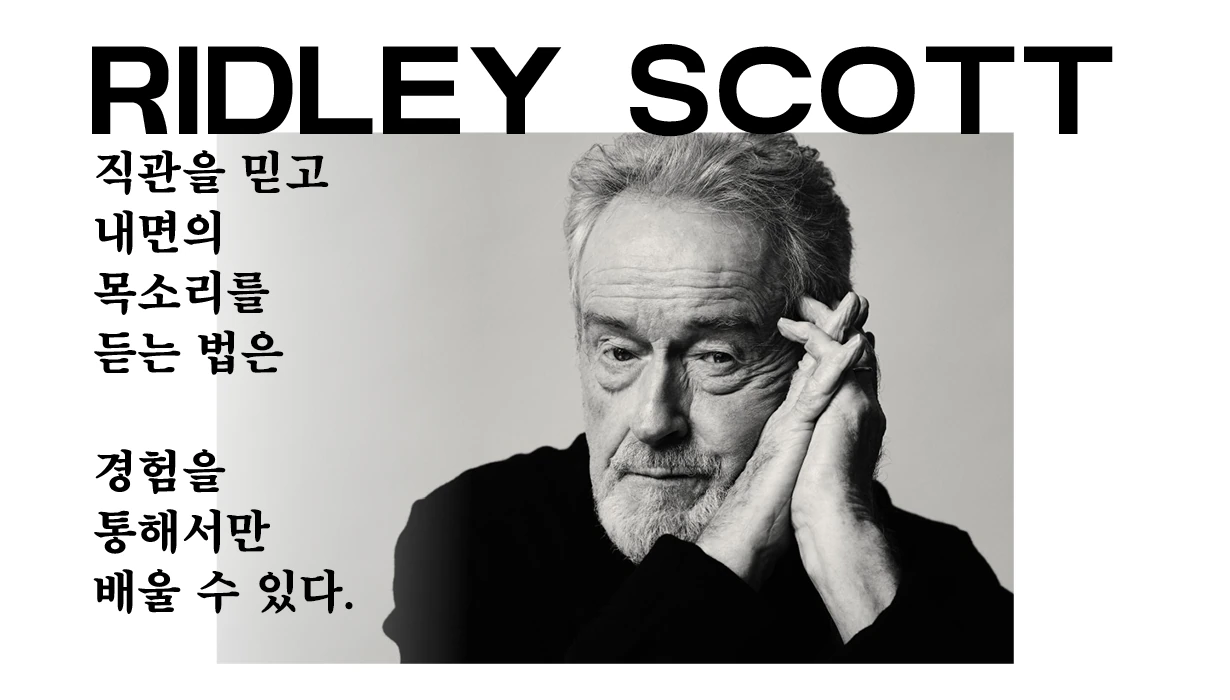 RIDLEY SCOTT
직관을 믿고
내면의
목소리를
듣는 법은
경험을
통해서만
배울 수 있다.